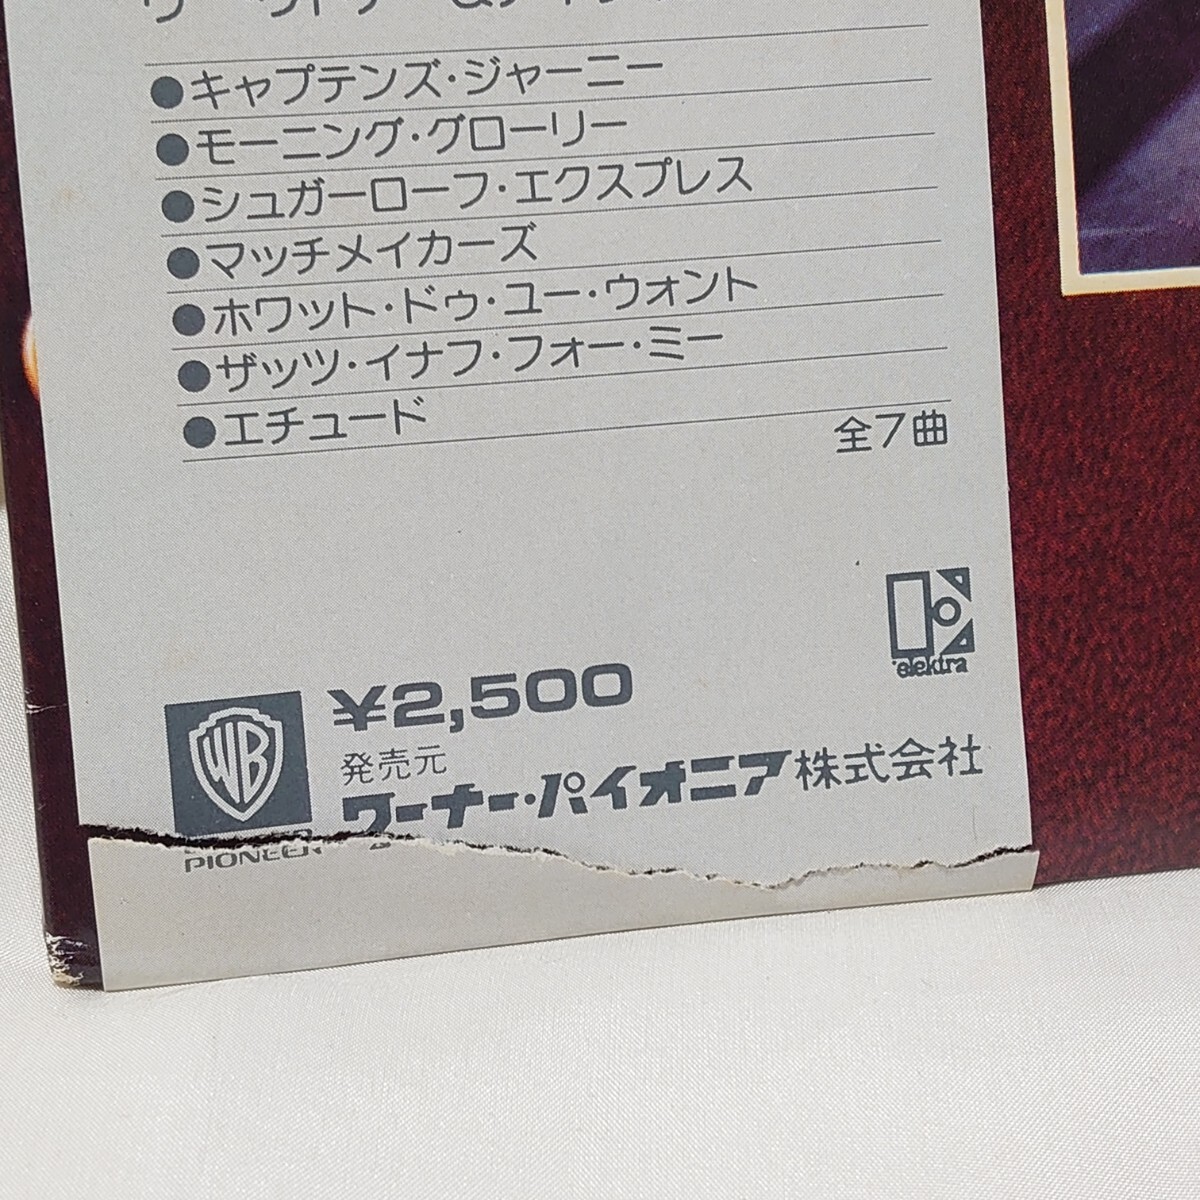 ●キャプテンズ・ジャーニー
●モーニング・グローリー
●シュガーローフ・エクスプレス
●マッチメイカーズ
●ホワット・ドゥ・ユー・ウォント
●ザッツ・イナフ・フォー・ミー
●エチュード
全7曲
elektra
WB
PIONEER
¥2,500
発売元
ワーナー・パイオニア株式会社